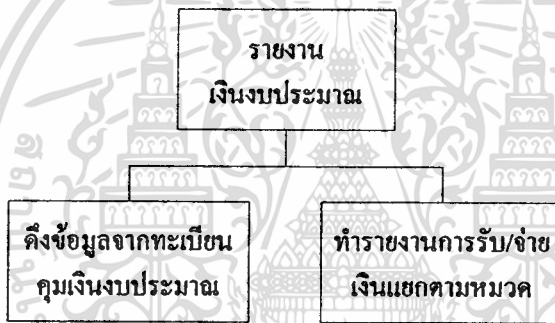 รายงาน
เงินงบประมาณ
ดึงข้อมูลจากทะเบียน
คุมเงินงบประมาณ
ทำรายงานการรับ/จ่าย
เงินแยกตามหมวด